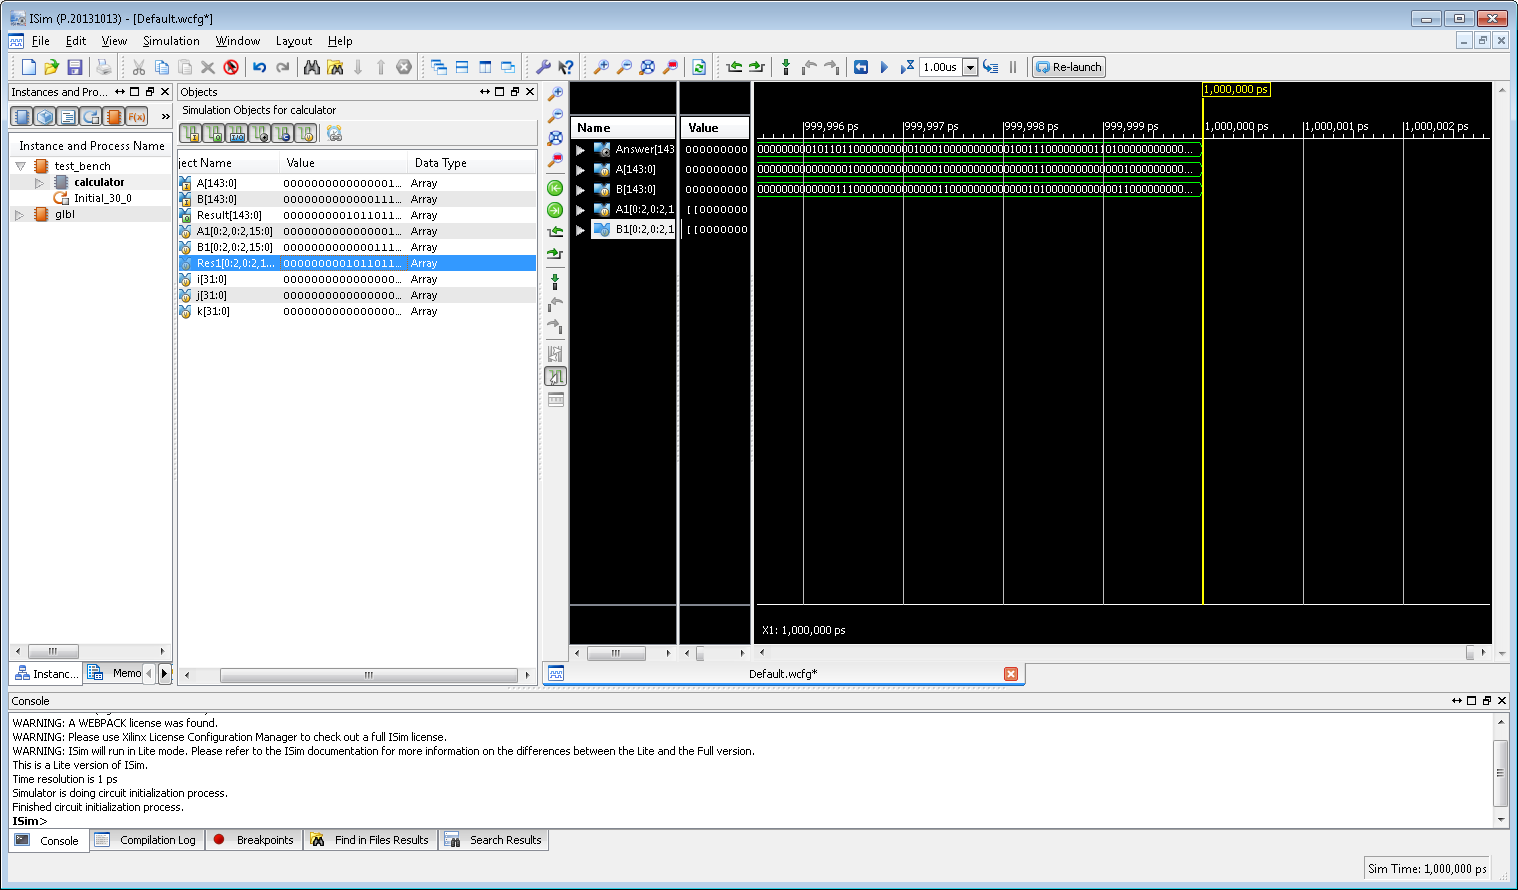 ISim (P.20131013) - [Default.wcfg*]
File Edit View Simulation Window Layout Help
1.00us Re-launch
Instances and Pro...
Instance and Process Name
test_bench
calculator
Initial_30_0
glbl
Instanc... Memo
Objects
Simulation Objects for calculator
ject Name Value Data Type
A[143:0] 0000000000000001... Array
B[143:0] 0000000000000111... Array
Result[143:0] 0000000001011011... Array
A1[0:2,0:2,15:0] 0000000000000001... Array
B1[0:2,0:2,15:0] 0000000000000111... Array
Res1[0:2,0:2,1... 0000000001011011... Array
i[31:0] 0000000000000000... Array
j[31:0] 0000000000000000... Array
k[31:0] 0000000000000000... Array
Name Value
Answer[143 000000000
A[143:0] 000000000
B[143:0] 000000000
A1[0:2,0:2,1 [[0000000
B1[0:2,0:2,1 [[0000000
1,000,000 ps
999,996 ps 999,997 ps 999,998 ps 999,999 ps 1,000,000 ps 1,000,001 ps 1,000,002 ps
X1: 1,000,000 ps
Default.wcfg*
Console
WARNING: A WEBPACK license was found.
WARNING: Please use Xilinx License Configuration Manager to check out a full ISim license.
WARNING: ISim will run in Lite mode. Please refer to the ISim documentation for more information on the differences between the Lite and the Full version.
This is a Lite version of ISim.
Time resolution is 1 ps
Simulator is doing circuit initialization process.
Finished circuit initialization process.
ISim>
Console Compilation Log Breakpoints Find in Files Results Search Results
Sim Time: 1,000,000 ps